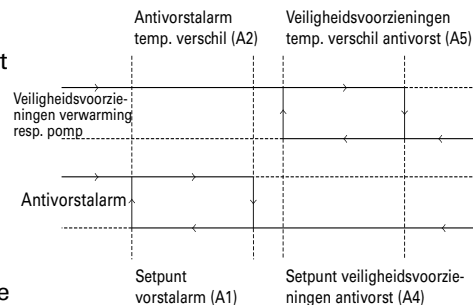 Antivorstalarm
temp. verschil (A2)
Veiligheidsvoorzieningen
temp. verschil antivorst (A5)
t
Veiligheidsvoorzie-
ningen verwarming
resp. pomp
Antivorstalarm
e
Setpunt
vorstalarm (A1)
Setpunt veiligheidsvoorzie-
ningen antivorst (A4)